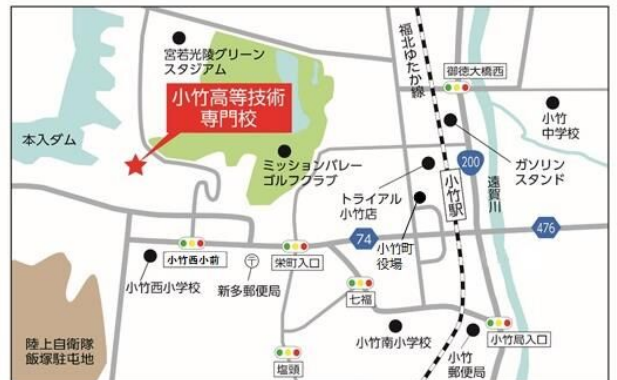 宮若光陵グリーン
スタジアム
小竹高等技術
専門校
本入ダム
ミッションバレー
ゴルフクラブ
福北ゆたか線
御徳大橋西
小竹
中学校
200
ガソリン
スタンド
トライアル
小竹店
小竹駅
遠賀川
小竹町
役場
74
476
小竹西小前
栄町入口
小竹西小学校
新多郵便局
七福
小竹南小学校
小竹局入口
小竹
郵便局
塩頭
陸上自衛隊
飯塚駐屯地